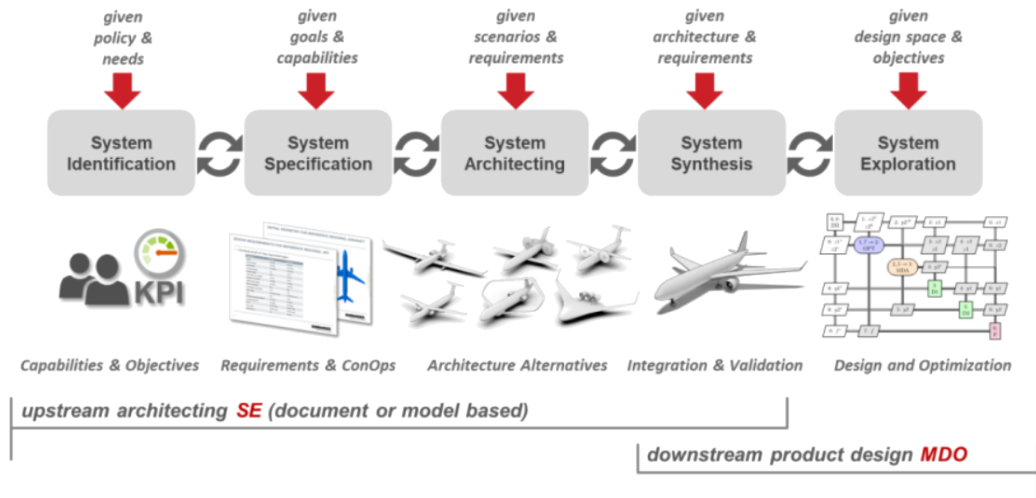 given
policy &
needs
given
goals &
capabilities
given
scenarios &
requirements
given
architecture &
requirements
given
design space &
objectives
System
Identification
System
Specification
System
Architecting
System
Synthesis
System
Exploration
KPI
Capabilities & Objectives
Requirements & ConOps
Architecture Alternatives
Integration & Validation
Design and Optimization
upstream architecting SE (document or model based)
downstream product design MDO